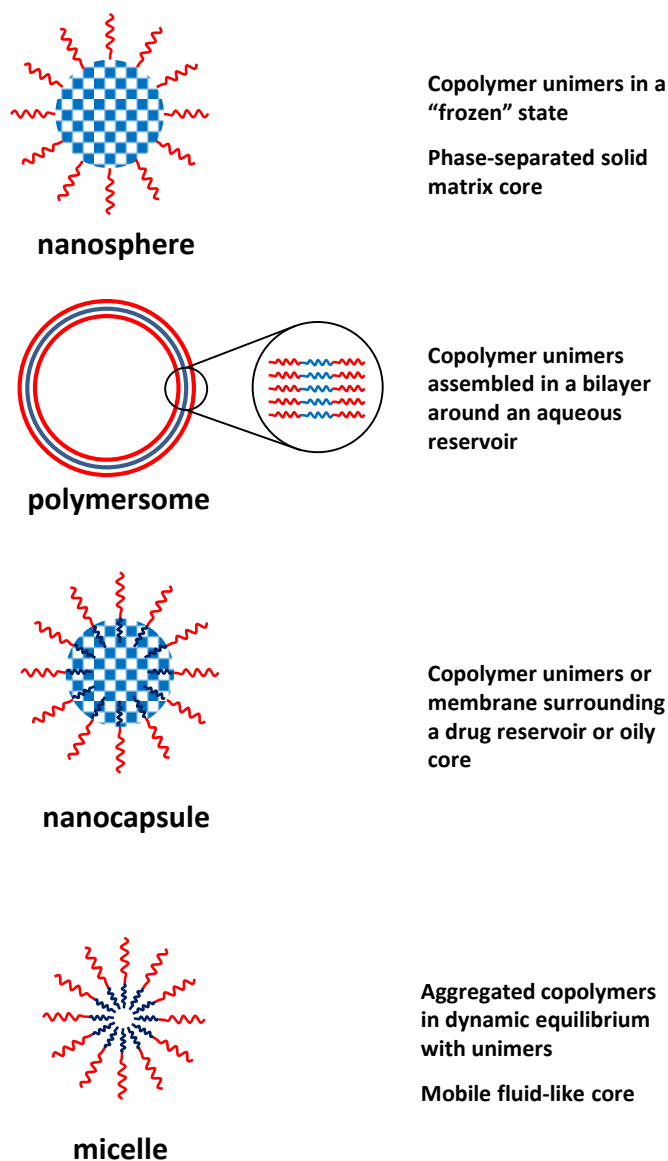 Copolymer unimers in a
“frozen” state
Phase-separated solid
matrix core
nanosphere
Copolymer unimers
assembled in a bilayer
around an aqueous
reservoir
polymersome
Copolymer unimers or
membrane surrounding
a drug reservoir or oily
core
nanocapsule
Aggregated copolymers
in dynamic equilibrium
with unimers
Mobile fluid-like core
micelle